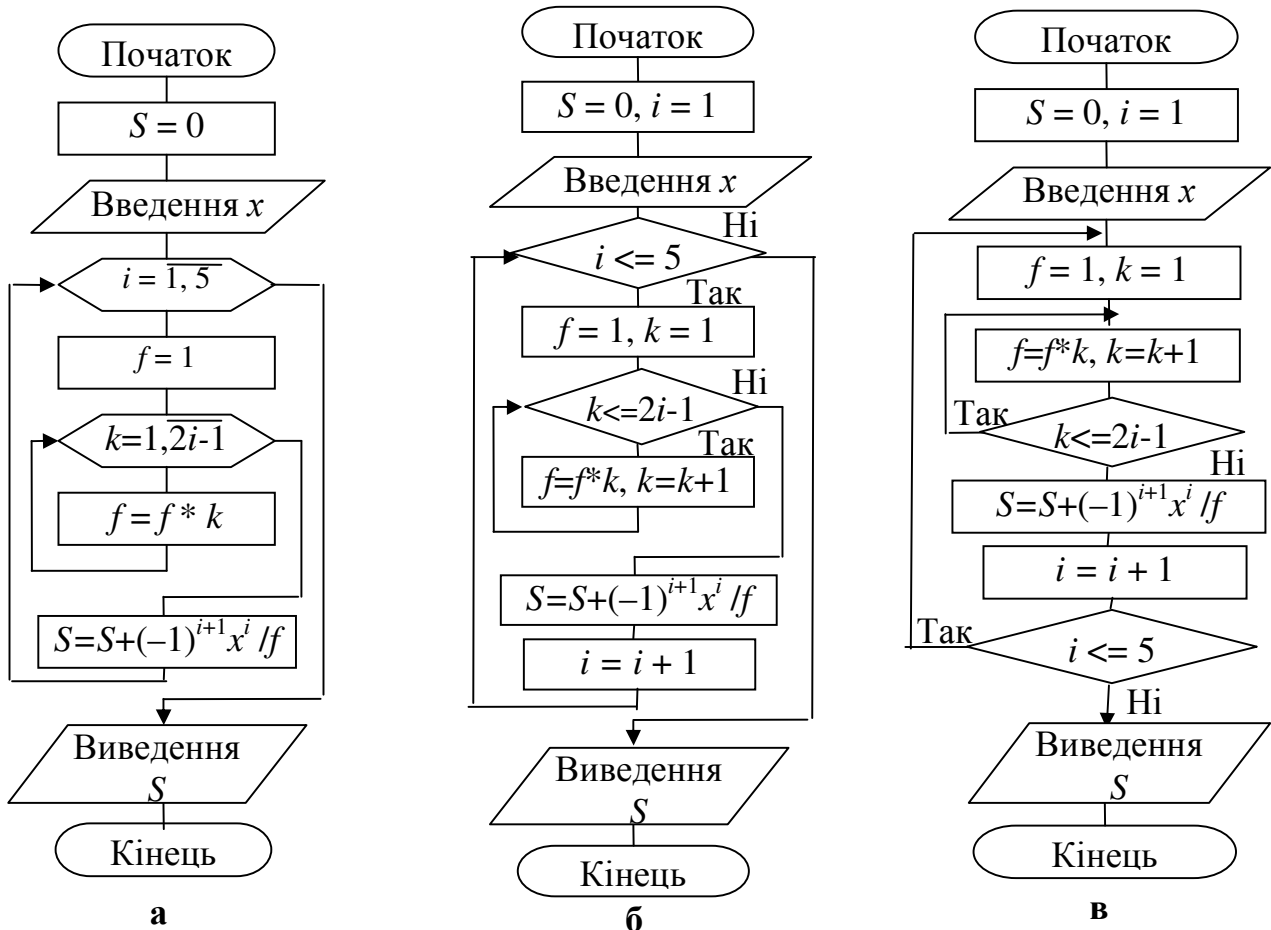 Початок
S = 0
Введення x
i = 1, 5
f = 1
k=1,2i-1
f = f * k
S=S+(–1)^{i+1}x^i /f
Виведення
S
Кінець
а
Початок
S = 0, i = 1
Введення x
Ні
i <= 5
Так
f = 1, k = 1
Ні
k<=2i-1
Так
f=f*k, k=k+1
S=S+(–1)^{i+1}x^i /f
i = i + 1
Виведення
S
Кінець
б
Початок
S = 0, i = 1
Введення x
f = 1, k = 1
f=f*k, k=k+1
Так
k<=2i-1
Ні
S=S+(–1)^{i+1}x^i /f
i = i + 1
Так
i <= 5
Ні
Виведення
S
Кінець
в